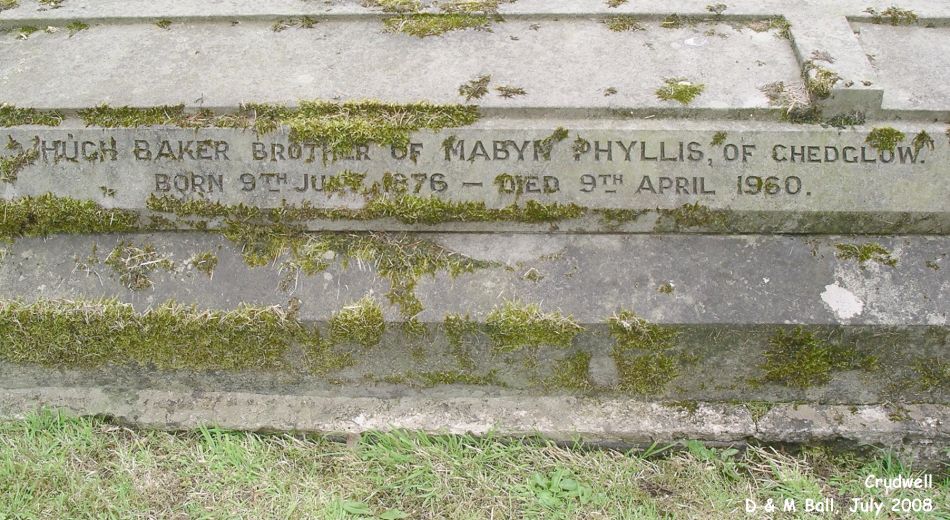 HUGH BAKER BROTHER OF MABYN PHYLLIS, OF CHEDGLOW.
BORN 9TH 1876 – DIED 9TH APRIL 1960.
Crudwell
D & M Ball, July 2008